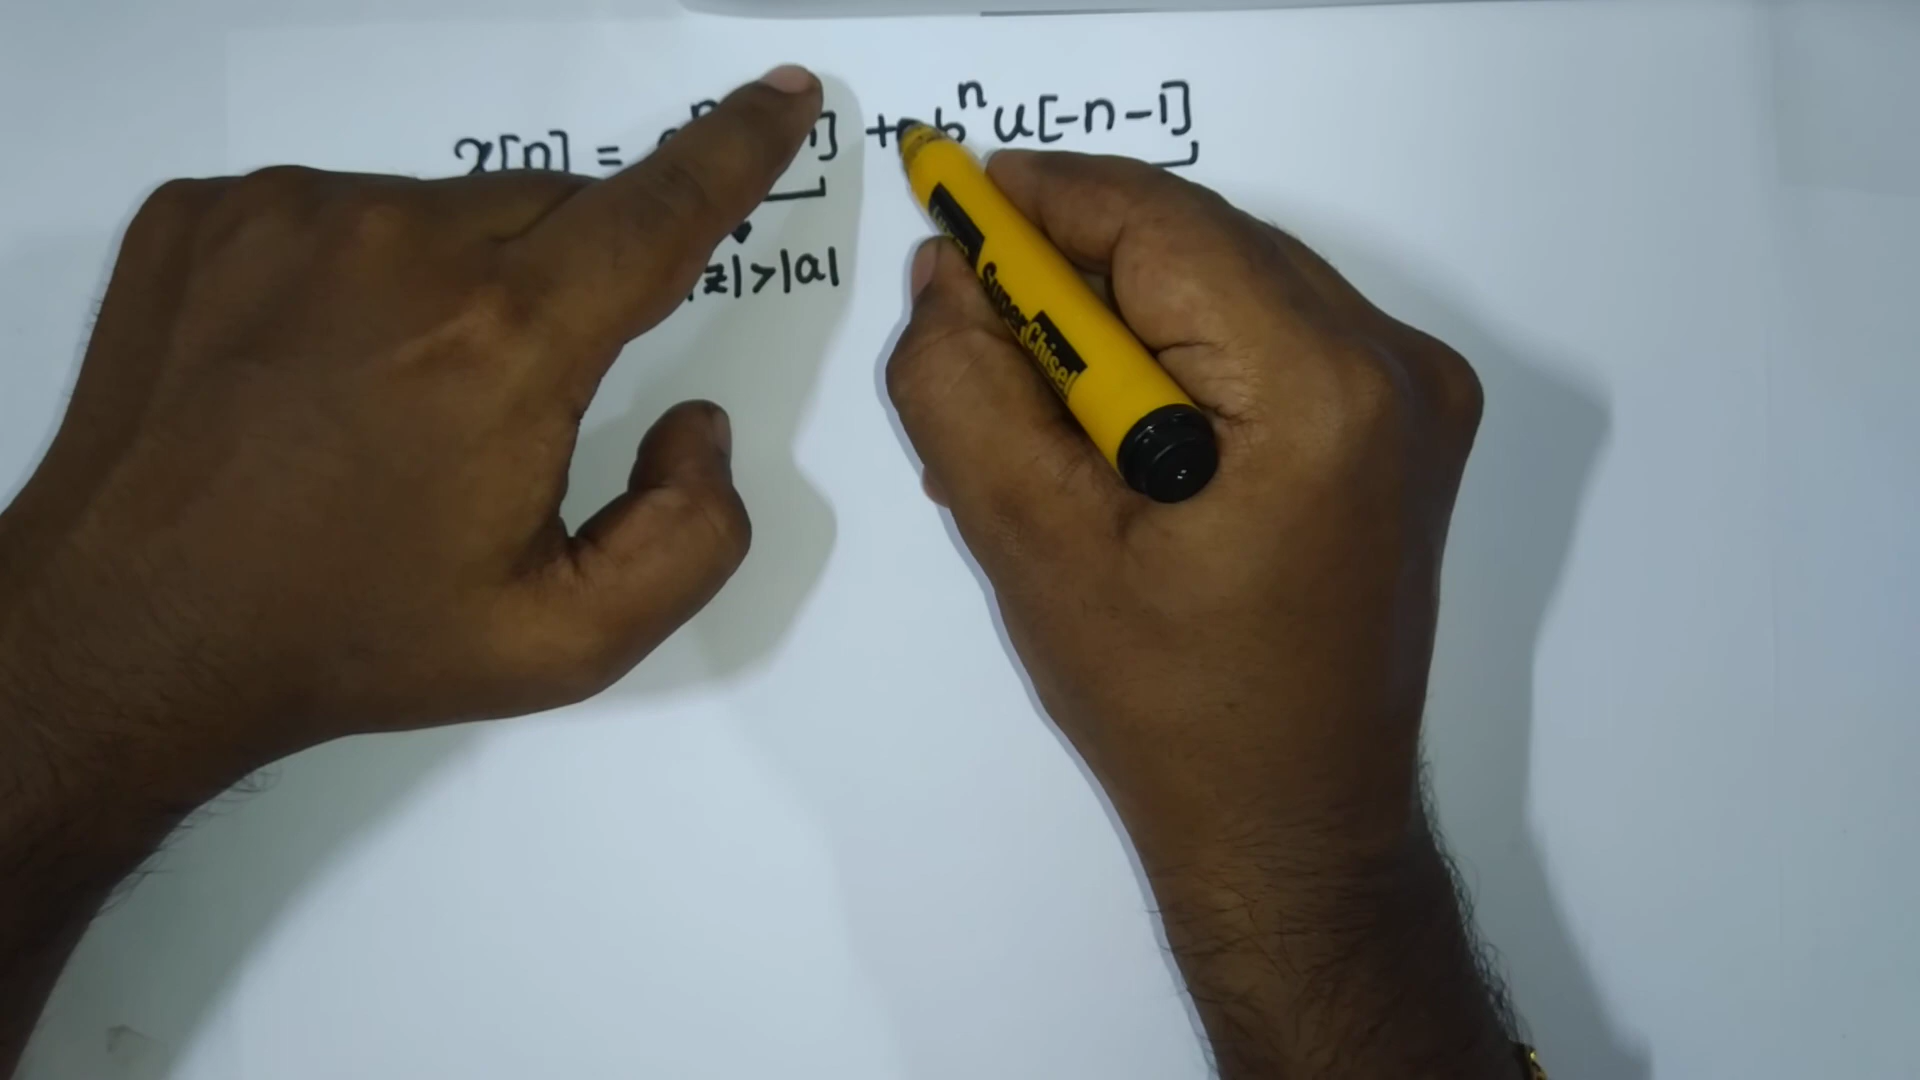 x[n] = n] + b^n u[-n-1]
|z|>|a|
Super Chisel